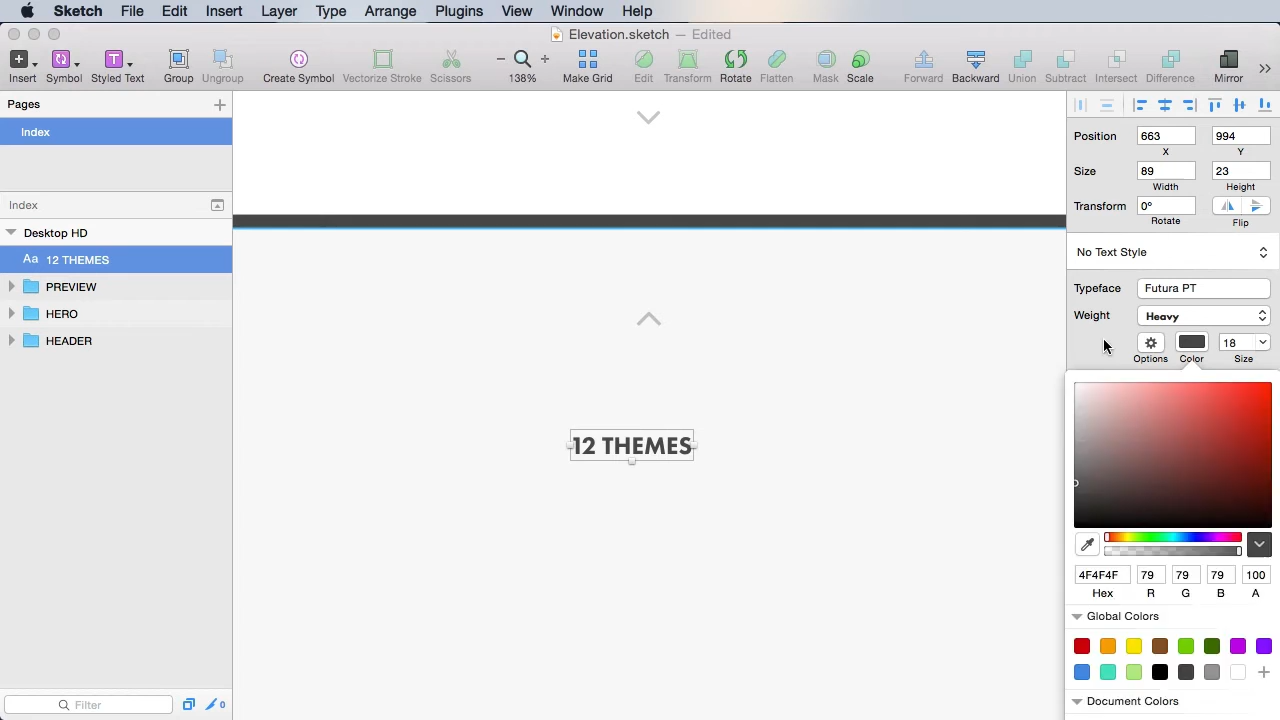 Sketch File Edit Insert Layer Type Arrange Plugins View Window Help
Elevation.sketch — Edited
Insert Symbol Styled Text Group Ungroup Create Symbol Vectorize Stroke Scissors 138% Make Grid Edit Transform Rotate Flatten Mask Scale Forward Backward Union Subtract Intersect Difference Mirror
Pages
Index
Index
Desktop HD
Aa 12 THEMES
PREVIEW
HERO
HEADER
Filter
0
12 THEMES
Position 663 994
X Y
Size 89 23
Width Height
Transform 0º
Rotate Flip
No Text Style
Typeface Futura PT
Weight Heavy
18
Options Color Size
4F4F4F 79 79 79 100
Hex R G B A
Global Colors
Document Colors